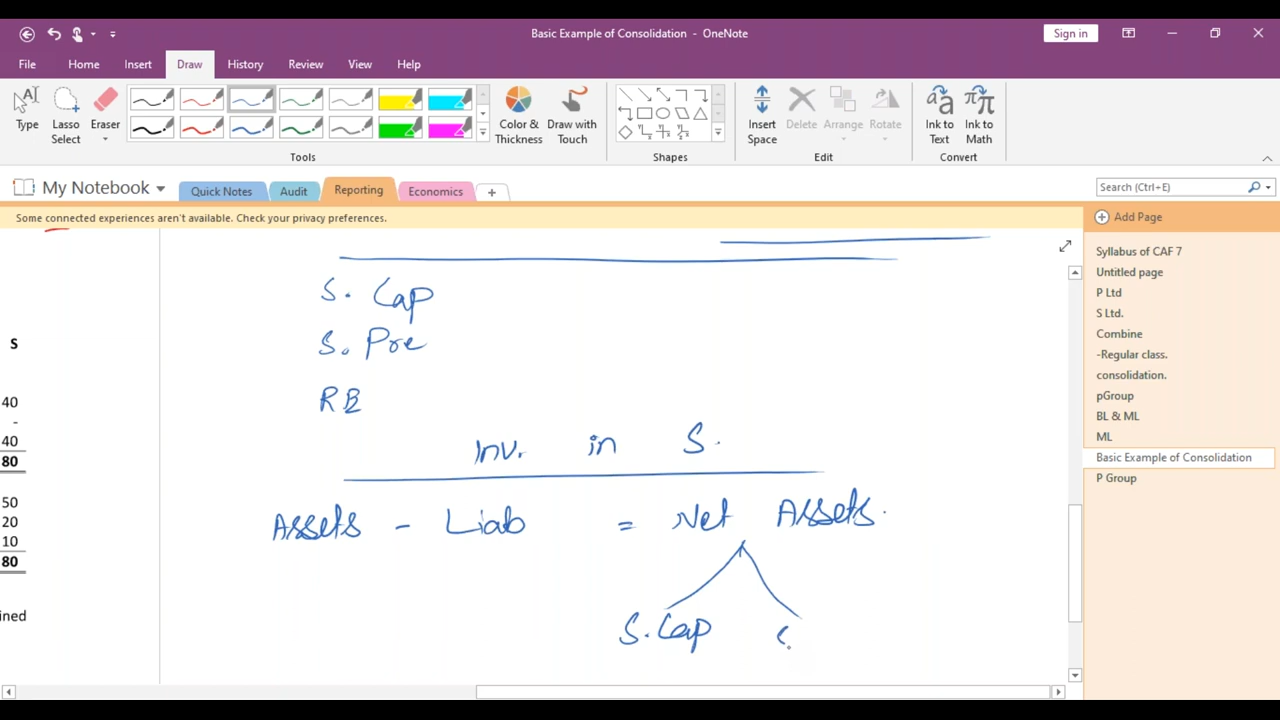 Basic Example of Consolidation - OneNote
Sign in
File Home Insert Draw History Review View Help
Type
Lasso Select
Eraser
Color & Thickness
Draw with Touch
Insert Space
Delete
Arrange
Rotate
Ink to Text
Ink to Math
Tools
Shapes
Edit
Convert
My Notebook
Quick Notes
Audit
Reporting
Economics
Search (Ctrl+E)
Some connected experiences aren't available. Check your privacy preferences.
Add Page
Syllabus of CAF 7
Untitled page
P Ltd
S Ltd.
Combine
-Regular class.
consolidation.
pGroup
BL & ML
ML
Basic Example of Consolidation
P Group
S
40
-
40
80
50
20
10
80
ined
S. Cap
S. Pre
RE
Inv. in S.
Assets - Liab = Net Assets.
S. Cap